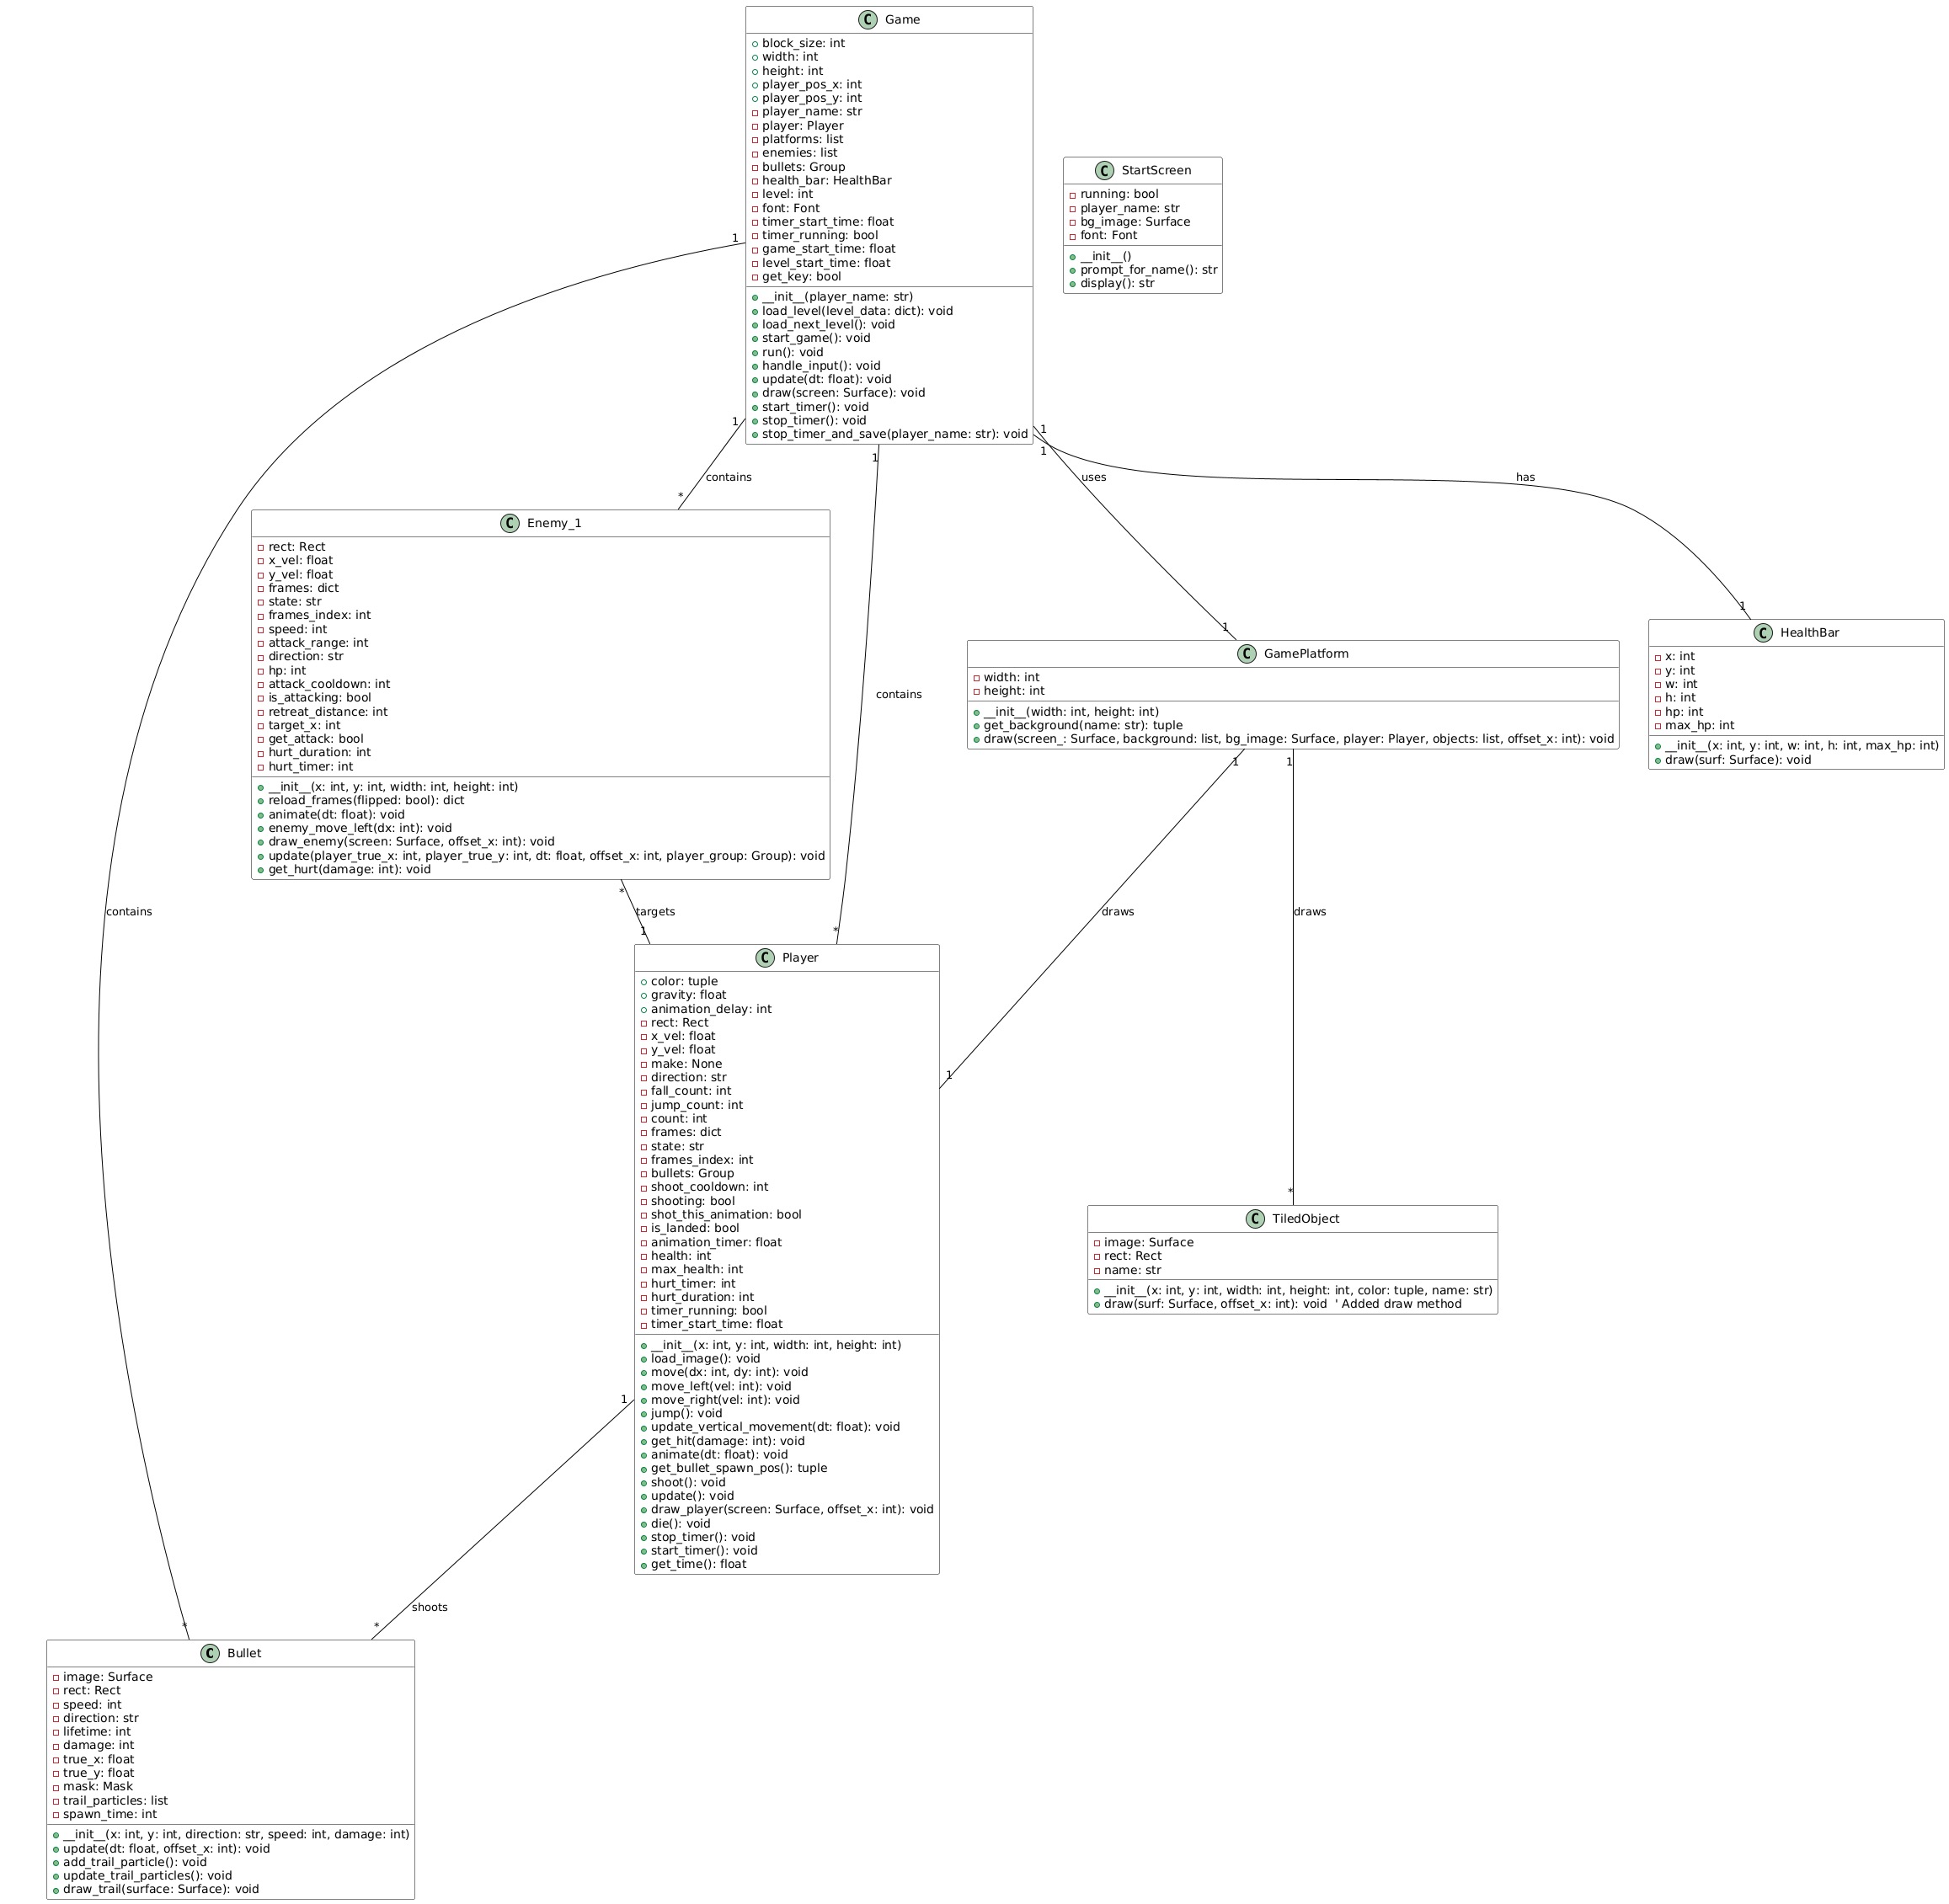 C Game
block_size: int
width: int
height: int
player_pos_x: int
player_pos_y: int
player_name: str
player: Player
platforms: list
enemies: list
bullets: Group
health_bar: HealthBar
level: int
font: Font
timer_start_time: float
timer_running: bool
game_start_time: float
level_start_time: float
get_key: bool
__init__(player_name: str)
load_level(level_data: dict): void
load_next_level(): void
start_game(): void
run(): void
handle_input(): void
update(dt: float): void
draw(screen: Surface): void
start_timer(): void
stop_timer(): void
stop_timer_and_save(player_name: str): void
C StartScreen
running: bool
player_name: str
bg_image: Surface
font: Font
__init__()
prompt_for_name(): str
display(): str
1
1
1
1
1
contains
uses
has
*
C Enemy_1
rect: Rect
x_vel: float
y_vel: float
frames: dict
state: str
frames_index: int
speed: int
attack_range: int
direction: str
hp: int
attack_cooldown: int
is_attacking: bool
retreat_distance: int
target_x: int
get_attack: bool
hurt_duration: int
hurt_timer: int
__init__(x: int, y: int, width: int, height: int)
reload_frames(flipped: bool): dict
animate(dt: float): void
enemy_move_left(dx: int): void
draw_enemy(screen: Surface, offset_x: int): void
update(player_true_x: int, player_true_y: int, dt: float, offset_x: int, player_group: Group): void
get_hurt(damage: int): void
contains
1
C GamePlatform
width: int
height: int
__init__(width: int, height: int)
get_background(name: str): tuple
draw(screen_: Surface, background: list, bg_image: Surface, player: Player, objects: list, offset_x: int): void
1
C HealthBar
x: int
y: int
w: int
h: int
hp: int
max_hp: int
__init__(x: int, y: int, w: int, h: int, max_hp: int)
draw(surf: Surface): void
1
1
*
contains
targets
draws
draws
1
*
C Player
color: tuple
gravity: float
animation_delay: int
rect: Rect
x_vel: float
y_vel: float
make: None
direction: str
fall_count: int
jump_count: int
count: int
frames: dict
state: str
frames_index: int
bullets: Group
shoot_cooldown: int
shooting: bool
shot_this_animation: bool
is_landed: bool
animation_timer: float
health: int
max_health: int
hurt_timer: int
hurt_duration: int
timer_running: bool
timer_start_time: float
__init__(x: int, y: int, width: int, height: int)
load_image(): void
move(dx: int, dy: int): void
move_left(vel: int): void
move_right(vel: int): void
jump(): void
update_vertical_movement(dt: float): void
get_hit(damage: int): void
animate(dt: float): void
get_bullet_spawn_pos(): tuple
shoot(): void
update(): void
draw_player(screen: Surface, offset_x: int): void
die(): void
stop_timer(): void
start_timer(): void
get_time(): float
1
*
C TiledObject
image: Surface
rect: Rect
name: str
__init__(x: int, y: int, width: int, height: int, color: tuple, name: str)
draw(surf: Surface, offset_x: int): void ' Added draw method
1
shoots
*
*
C Bullet
image: Surface
rect: Rect
speed: int
direction: str
lifetime: int
damage: int
true_x: float
true_y: float
mask: Mask
trail_particles: list
spawn_time: int
__init__(x: int, y: int, direction: str, speed: int, damage: int)
update(dt: float, offset_x: int): void
add_trail_particle(): void
update_trail_particles(): void
draw_trail(surface: Surface): void